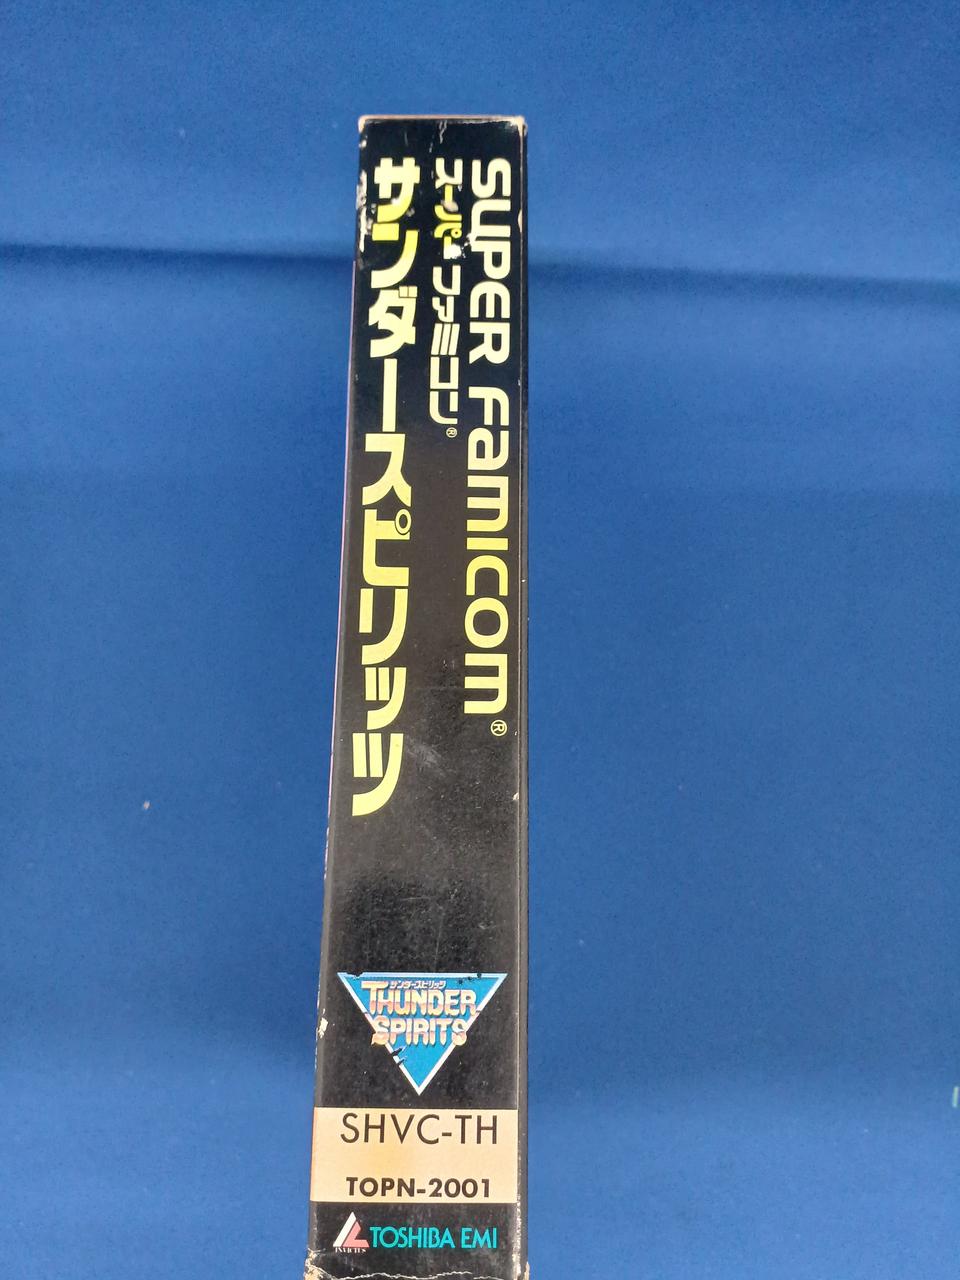 SUPER FAMICOM®
スーパーファミコン®
サンダースピリッツ
サンダースピリッツ
THUNDER
SPIRITS
SHVC-TH
TOPN-2001
INVICTUS
TOSHIBA EMI